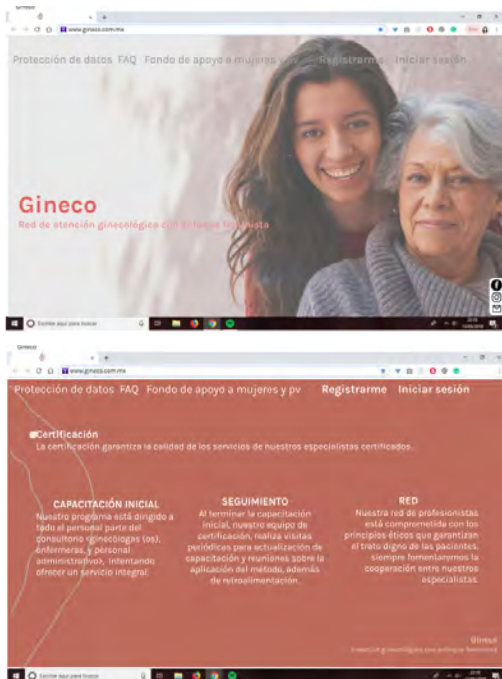 Gineco
www.gineco.com.mx
Protección de datos FAQ Fondo de apoyo a mujeres y pv Registrarme Iniciar sesión
Gineco
Red de atención ginecológica con enfoque feminista
Escribe aquí para buscar
Gineco
www.gineco.com.mx
Protección de datos FAQ Fondo de apoyo a mujeres y pv Registrarme Iniciar sesión
Certificación
La certificación garantiza la calidad de los servicios de nuestros especialistas certificados.
CAPACITACIÓN INICIAL
Nuestro programa está dirigido a
todo el personal parte del
consultorio (ginecólogas (os),
enfermeras, y personal
administrativo), intentando
ofrecer un servicio integral.
SEGUIMIENTO
Al terminar la capacitación
inicial, nuestro equipo de
certificación, realiza visitas
periódicas para actualización de
capacitación y reuniones sobre la
aplicación del método, además
de retroalimentación.
RED
Nuestra red de profesionistas
está comprometida con los
principios éticos que garantizan
el trato digno de las pacientes,
siempre fomentaremos la
cooperación entre nuestros
especialistas.
Gineco
Escribe aquí para buscar